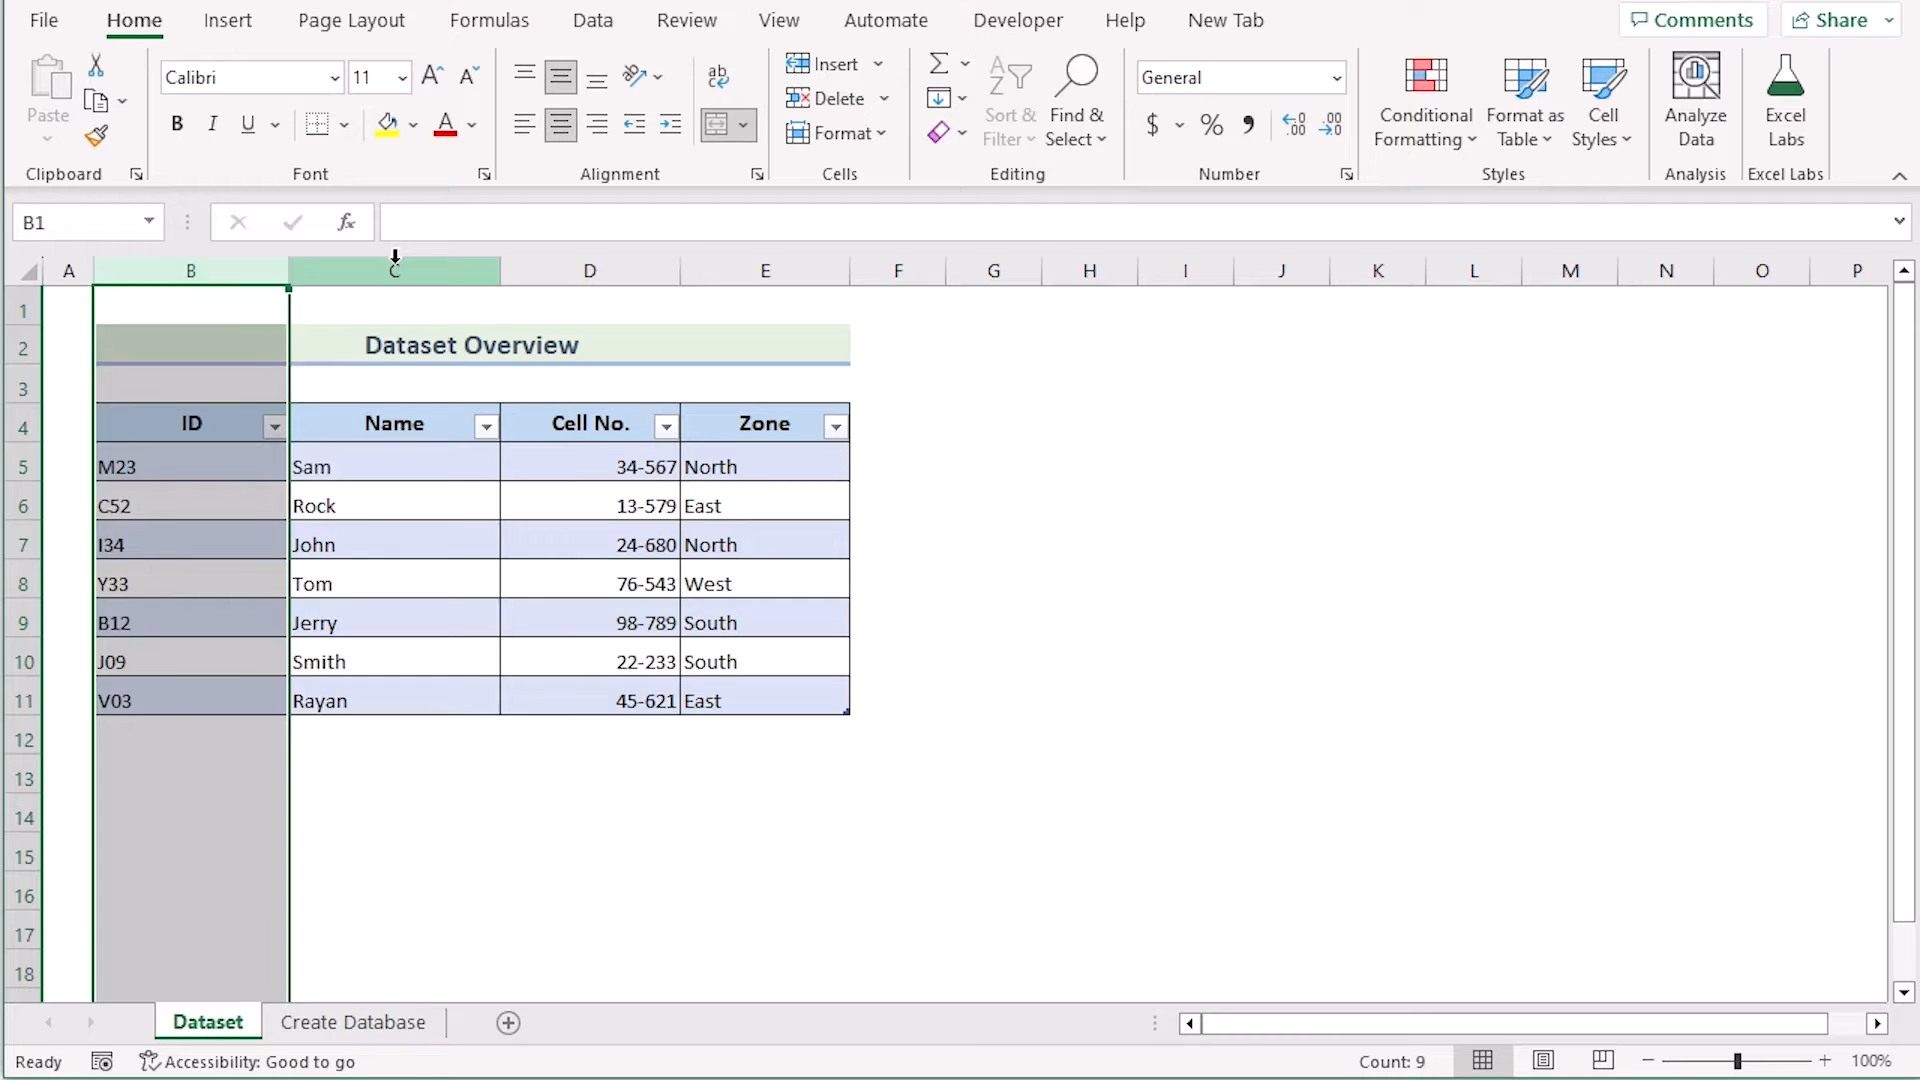 File Home Insert Page Layout Formulas Data Review View Automate Developer Help New Tab Comments Share
Paste
Clipboard
Calibri 11
B I U A
Font
ab
Alignment
Insert
Delete
Format
Cells
Sort & Filter
Find & Select
Editing
General
$ % ,
Number
Conditional Formatting
Format as Table
Cell Styles
Styles
Analyze Data
Analysis
Excel Labs
Excel Labs
B1 fx
A B C D E F G H I J K L M N O P
1
2 Dataset Overview
3
4 ID Name Cell No. Zone
5 M23 Sam 34-567 North
6 C52 Rock 13-579 East
7 I34 John 24-680 North
8 Y33 Tom 76-543 West
9 B12 Jerry 98-789 South
10 J09 Smith 22-233 South
11 V03 Rayan 45-621 East
12
13
14
15
16
17
18
Dataset Create Database
Ready Accessibility: Good to go Count: 9 100%